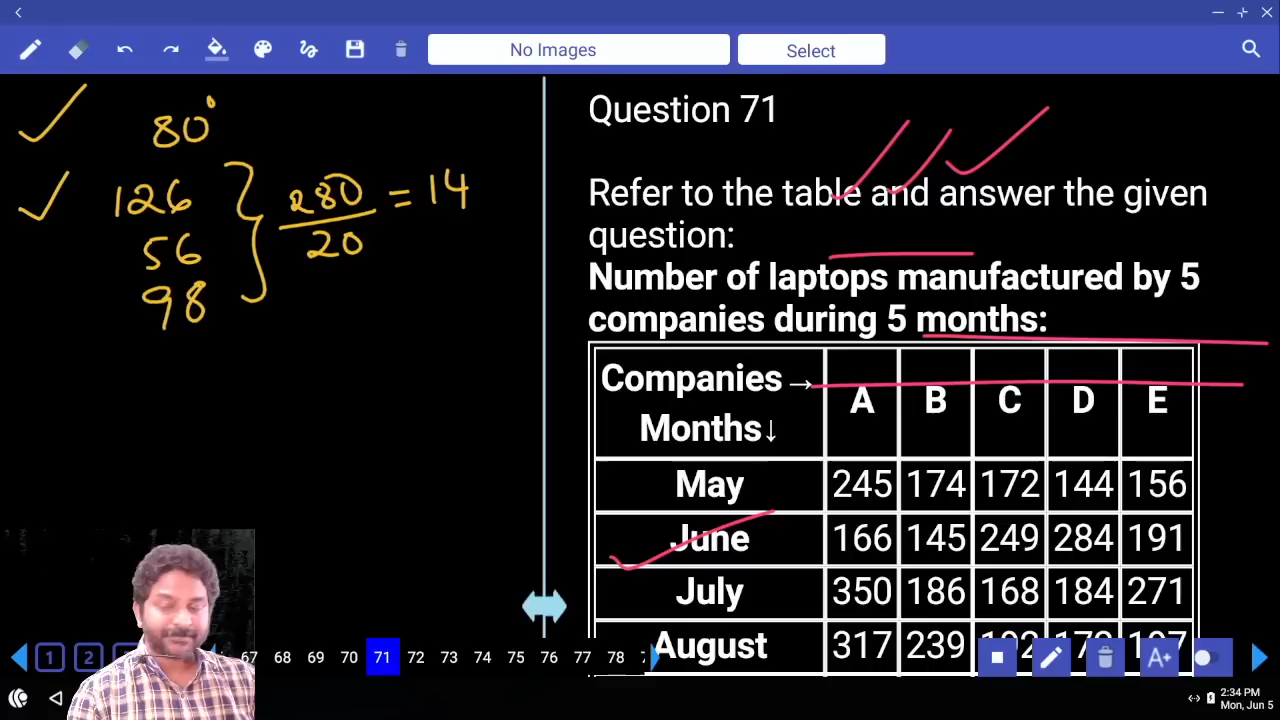 No Images
Select
80°
126
56
98
280
20
= 14
Question 71
Refer to the table and answer the given
question:
Number of laptops manufactured by 5
companies during 5 months:
Companies→ A B C D E
Months↓
May 245 174 172 144 156
June 166 145 249 284 191
July 350 186 168 184 271
August 317 239
1 2
67 68 69 70 71 72 73 74 75 76 77 78
A+
2:34 PM
Mon, Jun 5